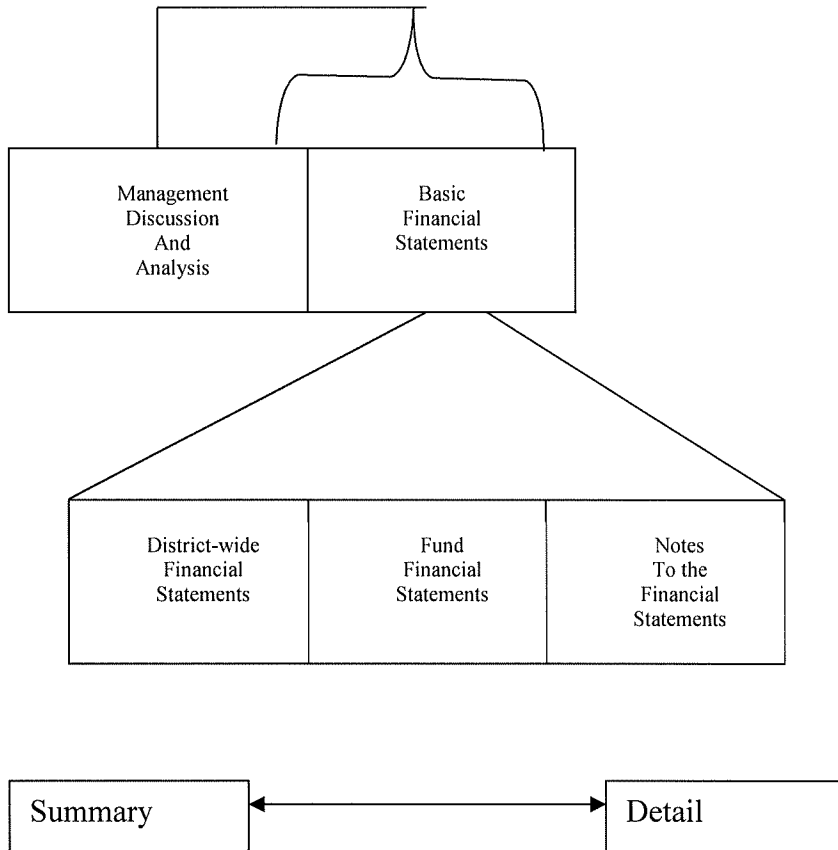 Management
Discussion
And
Analysis
Basic
Financial
Statements
District-wide
Financial
Statements
Fund
Financial
Statements
Notes
To the
Financial
Statements
Summary
Detail